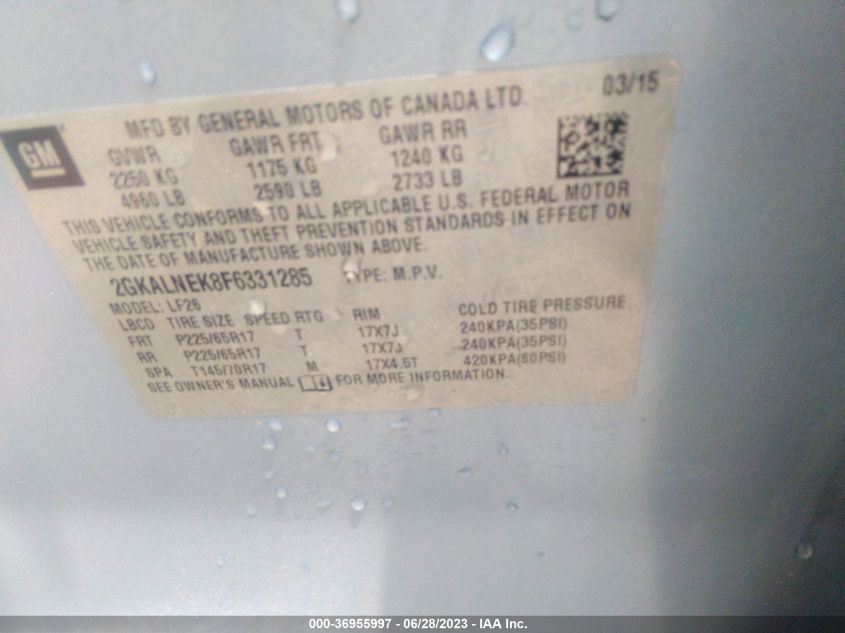 03/15
MFD BY GENERAL MOTORS OF CANADA LTD.
GM
GVWR GAWR FRT GAWR RR
2250 KG 1175 KG 1240 KG
4960 LB 2590 LB 2733 LB
THIS VEHICLE CONFORMS TO ALL APPLICABLE U.S. FEDERAL MOTOR
VEHICLE SAFETY AND THEFT PREVENTION STANDARDS IN EFFECT ON
THE DATE OF MANUFACTURE SHOWN ABOVE.
2GKALNEK8F6331285 TYPE: M.P.V.
MODEL: LF26
LBCD TIRE SIZE SPEED RTG RIM COLD TIRE PRESSURE
FRT P225/65R17 T 17X7J 240KPA(35PSI)
RR P225/65R17 T 17X7J 240KPA(35PSI)
SPA T145/70R17 M 17X4.5T 420KPA(60PSI)
SEE OWNER'S MANUAL FOR MORE INFORMATION.
000-36955997 - 06/28/2023 - IAA Inc.